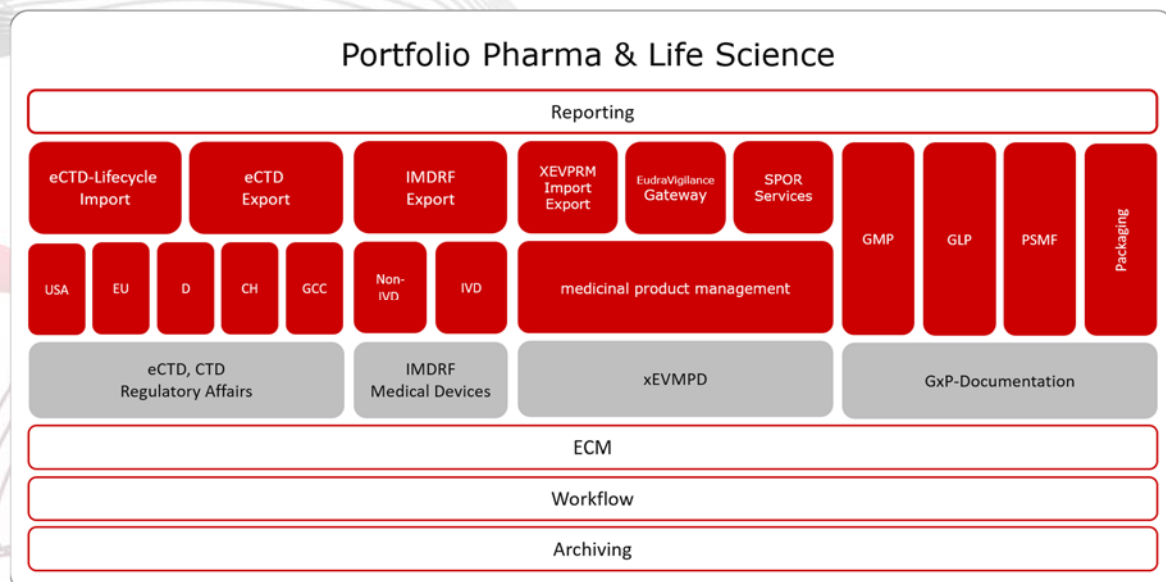 Portfolio Pharma & Life Science
Reporting
eCTD-Lifecycle
Import
eCTD
Export
IMDRF
Export
XEVPRM
Import
Export
EudraVigilance
Gateway
SPOR
Services
GMP
GLP
PSMF
Packaging
USA
EU
D
CH
GCC
Non-
IVD
IVD
medicinal product management
eCTD, CTD
Regulatory Affairs
IMDRF
Medical Devices
xEVMPD
GxP-Documentation
ECM
Workflow
Archiving